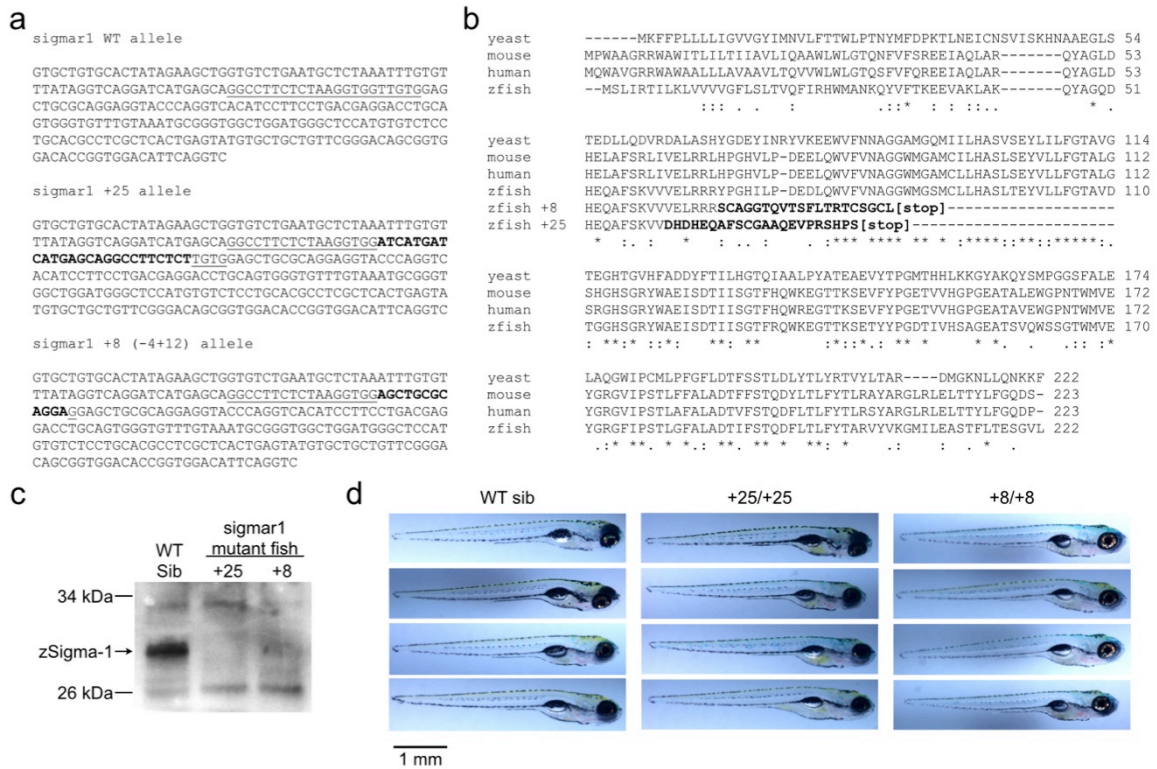 a
sigmar1 WT allele
GTGCTGTGCACTATAGAAGCTGGTGTCTGAATGCTCTAAATTTGTGT
TTATAGGTCAGGATCATGAGCAGGCCTTCTCTAAGGTGGTTGTGGAG
CTGCGCAGGAGGTACCCAGGTCACATCCTTCCTGACGAGGACCTGCA
GTGGGTGTTTGTAAATGCGGGTGGCTGGATGGGCTCCATGTGTCTCC
TGCACGCCTCGCTCACTGAGTATGTGCTGCTGTTCGGGACAGCGGTG
GACACCGGTGGACATTCAGGTC
sigmar1 +25 allele
GTGCTGTGCACTATAGAAGCTGGTGTCTGAATGCTCTAAATTTGTGT
TTATAGGTCAGGATCATGAGCAGGCCTTCTCTAAGGTGGATCATGAT
CATGAGCAGGCCTTCTCTTGTGGAGCTGCGCAGGAGGTACCCAGGTC
ACATCCTTCCTGACGAGGACCTGCAGTGGGTGTTTGTAAATGCGGGT
GGCTGGATGGGCTCCATGTGTCTCCTGCACGCCTCGCTCACTGAGTA
TGTGCTGCTGTTCGGGACAGCGGTGGACACCGGTGGACATTCAGGTC
sigmar1 +8 (-4+12) allele
GTGCTGTGCACTATAGAAGCTGGTGTCTGAATGCTCTAAATTTGTGT
TTATAGGTCAGGATCATGAGCAGGCCTTCTCTAAGGTGGAGCTGCGC
AGGAGGAGCTGCGCAGGAGGTACCCAGGTCACATCCTTCCTGACGAG
GACCTGCAGTGGGTGTTTGTAAATGCGGGTGGCTGGATGGGCTCCAT
GTGTCTCCTGCACGCCTCGCTCACTGAGTATGTGCTGCTGTTCGGGA
CAGCGGTGGACACCGGTGGACATTCAGGTC
b
yeast ------MKFFPLLLLIGVVGYIMNVLFTTWLPTNYMFDPKTLNEICNSVISKHNAAEGLS 54
mouse MPWAAGRRWAWITLILTIIAVLIQAAWLWLGTQNFVFSREEIAQLAR-------QYAGLD 53
human MQWAVGRRWAWAALLLAVAAVLTQVVWLWLGTQSFVFQREEIAQLAR-------QYAGLD 53
zfish --MSLIRTILKLVVVVGFLSLTVQFIRHWMANKQYVFTKEEVAKLAK-------QYAGQD 51
yeast TEDLLQDVRDALASHYGDEYINRYVKEEWVFNNAGGAMGQMIILHASVSEYLILFGTAVG 114
mouse HELAFSRLIVELRRLHPGHVLP-DEELQWVFVNAGGWMGAMCLLHASLSEYVLLFGTALG 112
human HELAFSRLIVELRRLHPGHVLP-DEELQWVFVNAGGWMGAMCLLHASLSEYVLLFGTALG 112
zfish HEQAFSKVVVELRRRYPGHILP-DEDLQWVFVNAGGWMGSMCLLHASLTEYVLLFGTAVD 110
zfish +8 HEQAFSKVVVELRRRSCAGGTQVTSFLTRTCSGCL[stop]--------------------
zfish +25 HEQAFSKVVDHDHEQAFSCGAAQEVPRSHPS[stop]------------------------
yeast TEGHTGVHFADDYFTILHGTQIAALPYATEAEVYTPGMTHHLKKGYAKQYSMPGGSFALE 174
mouse SHGHSGRYWAEISDTIISGTFHQWKEGTTKSEVFYPGETVVHGPGEATALEWGPNTWMVE 172
human SRGHSGRYWAEISDTIISGTFHQWREGTTKSEVFYPGETVVHGPGEATAVEWGPNTWMVE 172
zfish TGGHSGRYWAEISDTIISGTFRQWKEGTTKSETYYPGDTIVHSAGEATSVQWSSGTWMVE 170
yeast LAQGWIPCMLPFGFLDTFSSTLDLYTLYRTVYLTAR----DMGKNLLQNKKF 222
mouse YGRGVIPSTLFFALADTFFSTQDFLTLFYTLRAYARGLRLELTTYLFGQDS- 223
human YGRGVIPSTLAFALADTVFSTQDFLTLFYTLRSYARGLRLELTTYLFGQDP- 223
zfish YGRGFIPSTLGFALADTIFSTQDFLTLFYTARVYVKGMILEASTFLTESGVL 222
c
WT
Sib
sigmar1
mutant fish
+25 +8
34 kDa
zSigma-1
26 kDa
d
WT sib +25/+25 +8/+8
1 mm